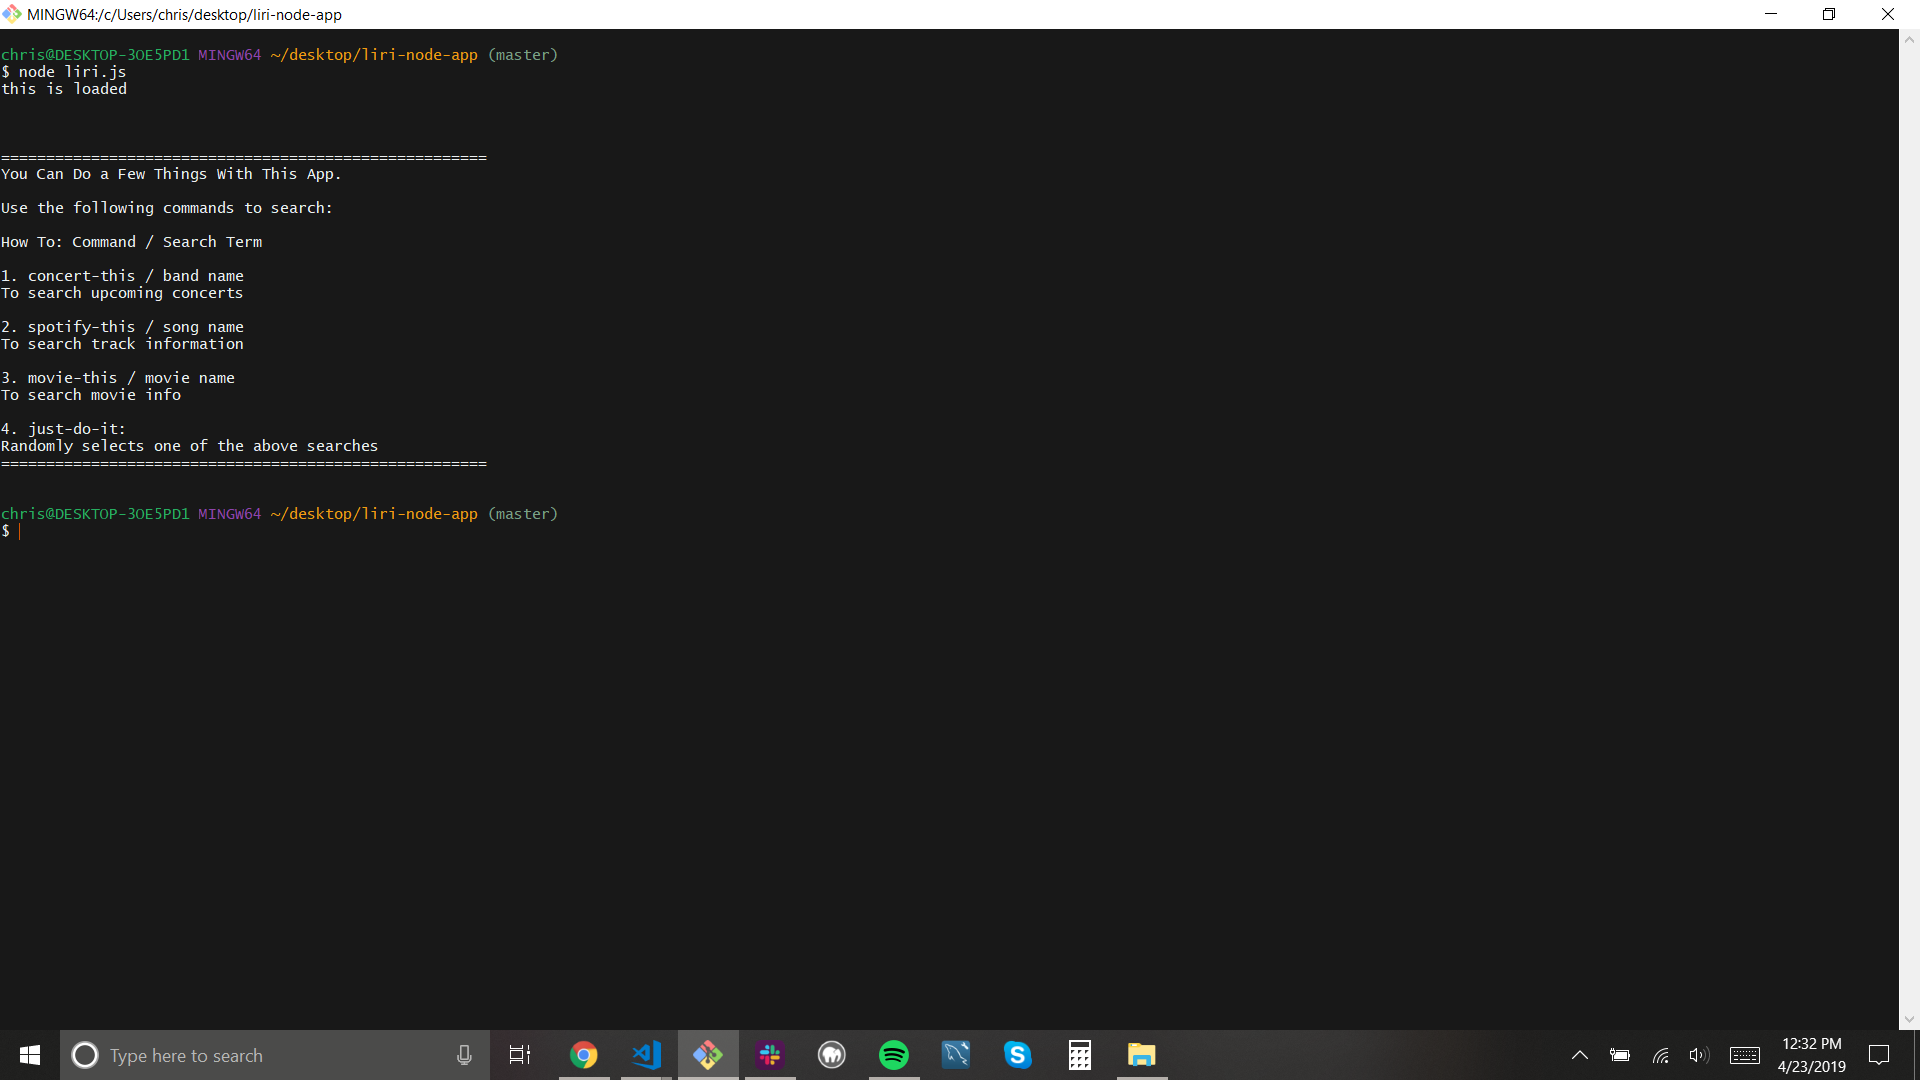 MINGW64:/c/Users/chris/desktop/liri-node-app
chris@DESKTOP-3OE5PD1 MINGW64 ~/desktop/liri-node-app (master)
$ node liri.js
this is loaded
======================================================
You Can Do a Few Things With This App.
Use the following commands to search:
How To: Command / Search Term
1. concert-this / band name
To search upcoming concerts
2. spotify-this / song name
To search track information
3. movie-this / movie name
To search movie info
4. just-do-it:
Randomly selects one of the above searches
======================================================
chris@DESKTOP-3OE5PD1 MINGW64 ~/desktop/liri-node-app (master)
$
Type here to search
12:32 PM
4/23/2019